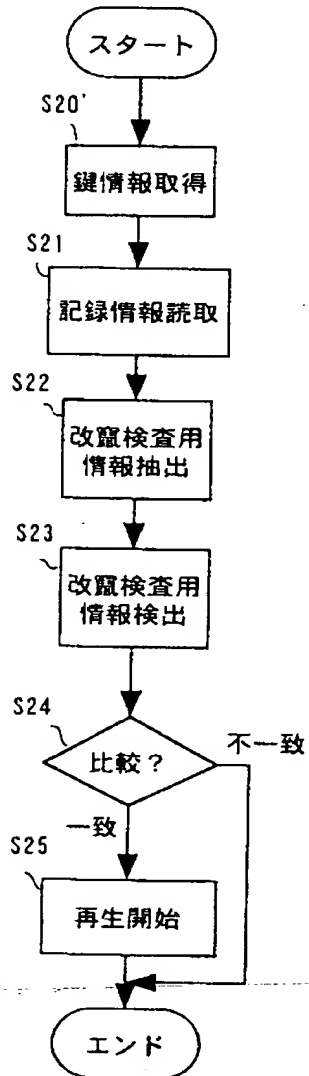 スタート
S20'
鍵情報取得
S21
記録情報読取
S22
改竄検査用
情報抽出
S23
改竄検査用
情報検出
S24
比較？
不一致
一致
S25
再生開始
エンド